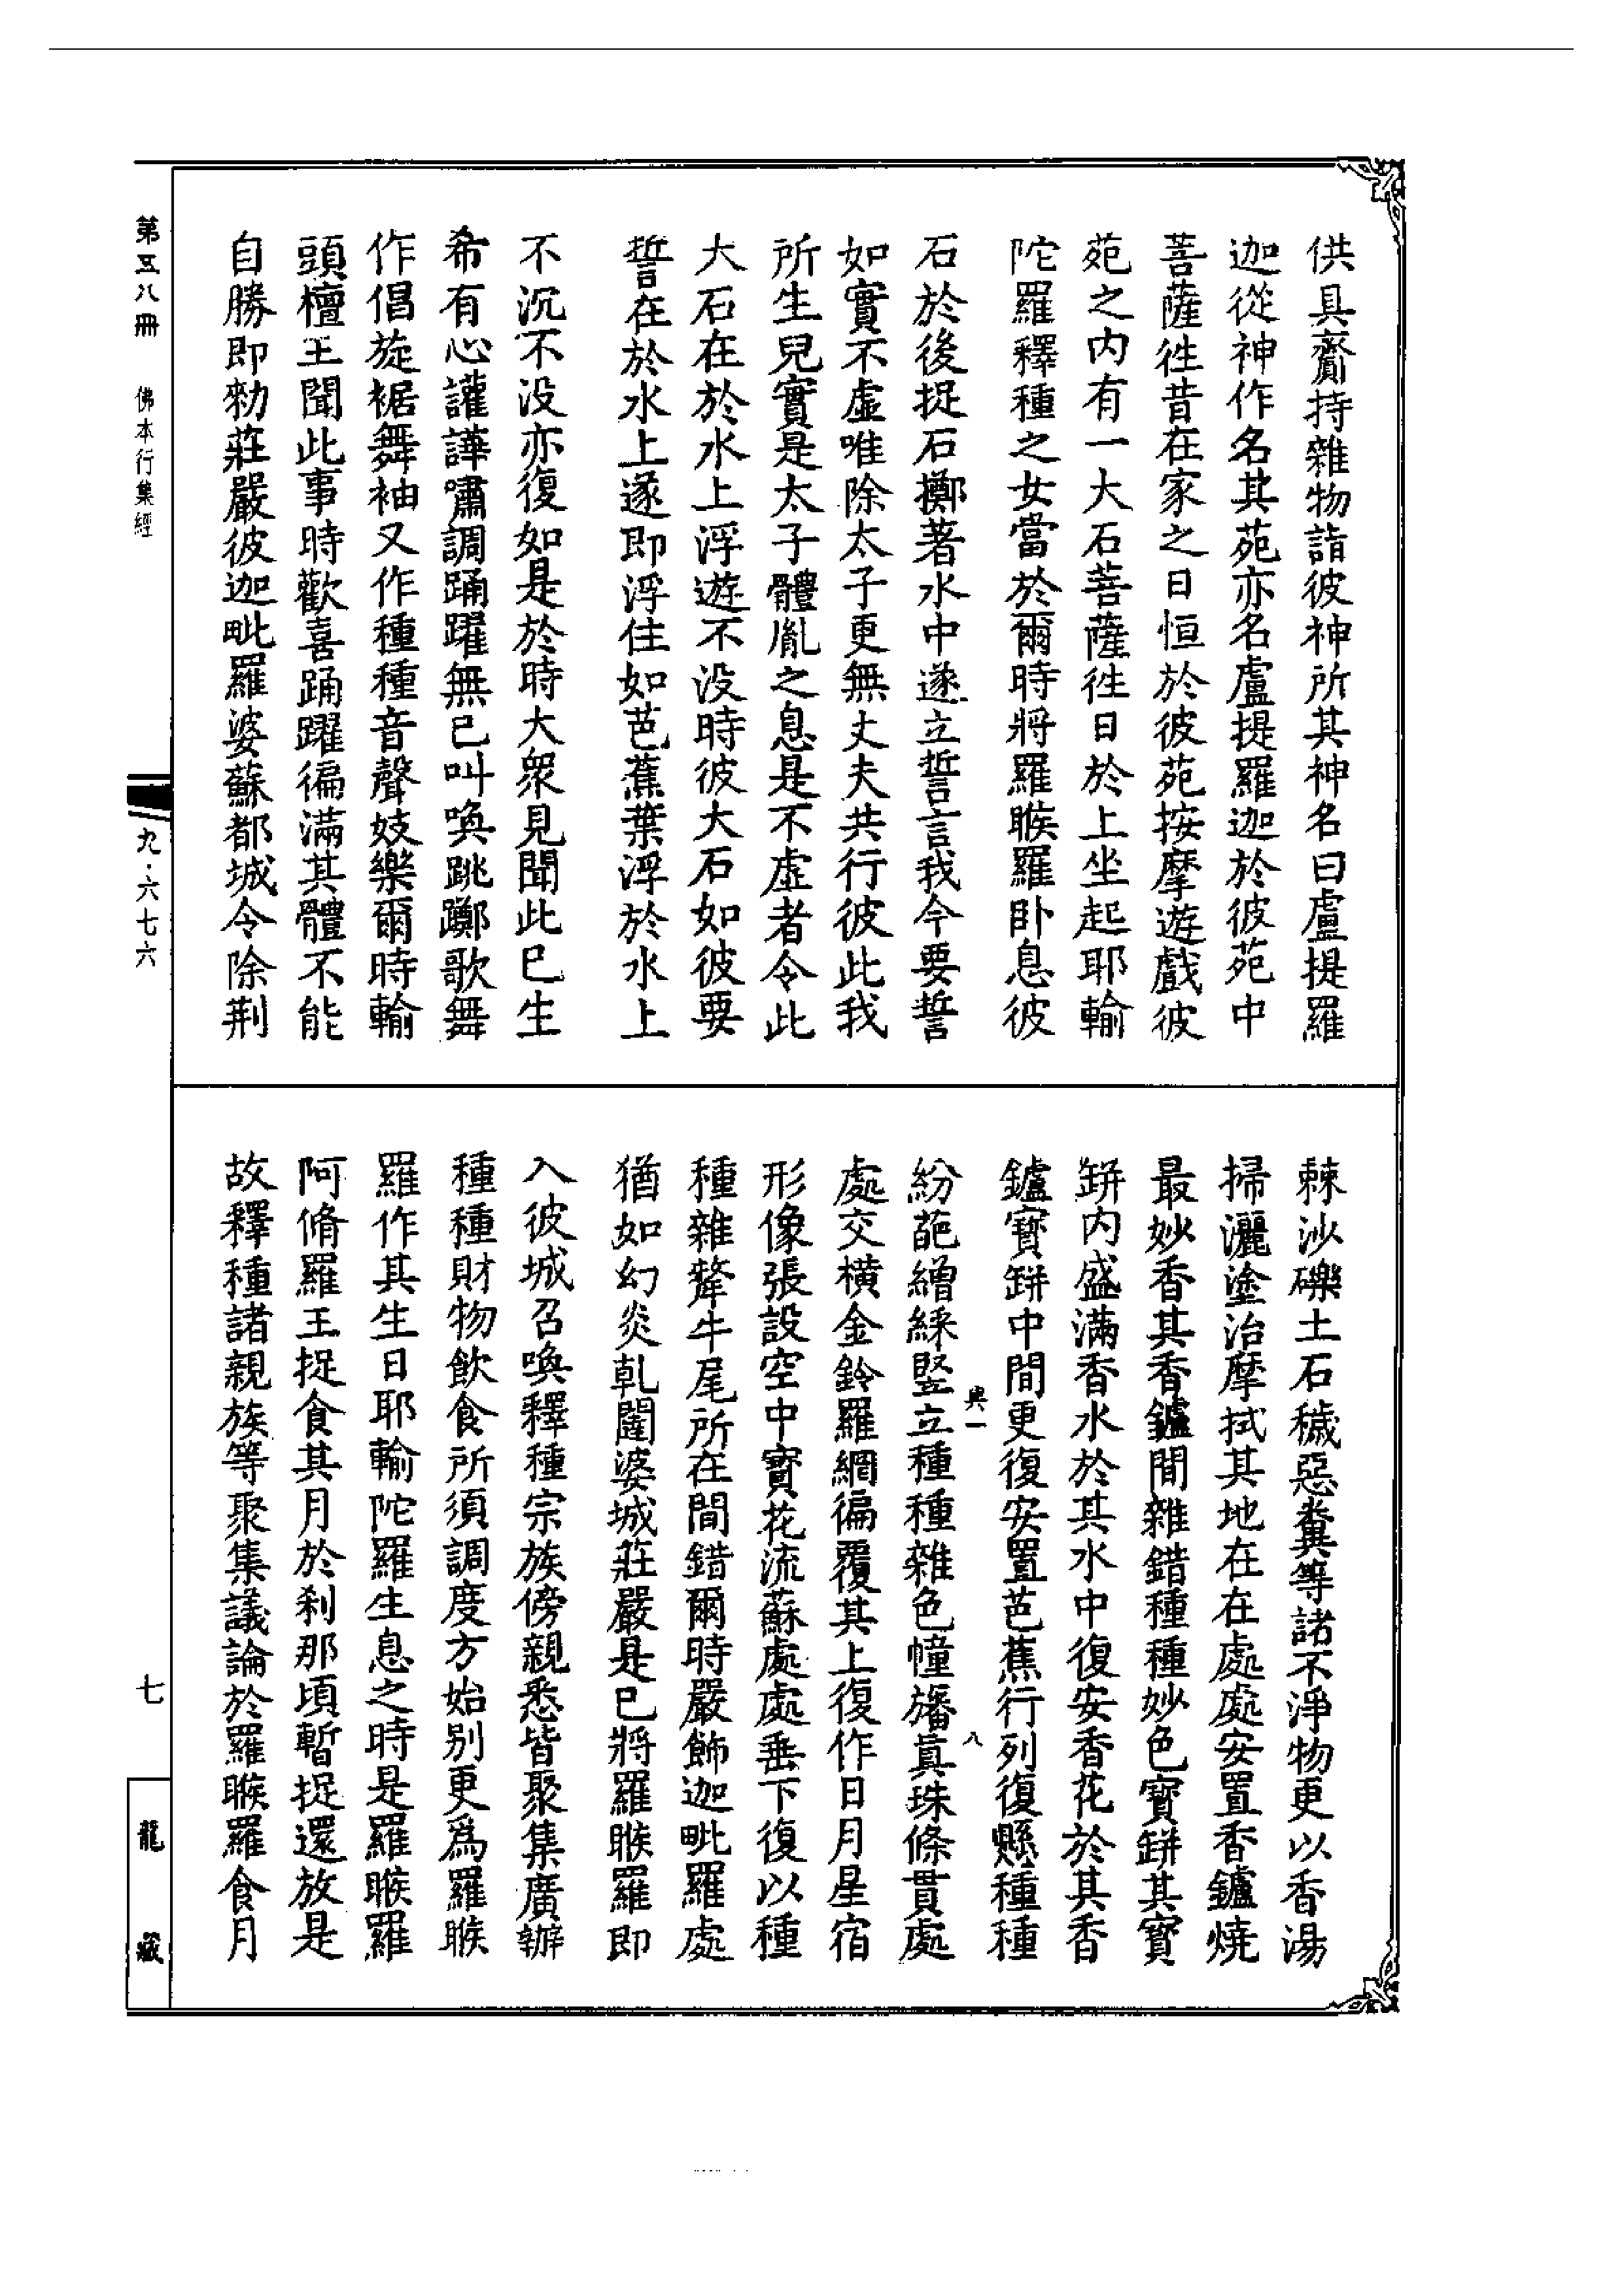 供具齎持雜物詣彼神所其神名曰盧提羅
迦從神作名其苑亦名盧提羅迦於彼苑中
菩薩徃昔在家之日恒於彼苑按摩遊戲彼
苑之内有一大石菩薩徃日於上坐起耶輸
陀羅釋種之女當於爾時將羅睺羅卧息彼
石於後捉石擲著水中遂立誓言我今要誓
如實不虛唯除太子更無丈夫共行彼此我
所生兒實是太子體胤之息是不虛者令此
大石在於水上浮遊不没時彼大石如彼要
誓在於水上遂即浮住如芭蕉葉浮於水上
不沉不没亦復如是於時大眾見聞此已生
希有心讙譁嘯調踊躍無已叫喚跳躑歌舞
作倡旋裾舞袖又作種種音聲妓樂爾時輸
頭檀王聞此事時歡喜踊躍徧滿其體不能
自勝即勑莊嚴彼迦毗羅婆蘇都城令除荆
棘沙礫土石穢惡糞等諸不淨物更以香湯
掃灑塗治摩拭其地在在處處安置香鑪燒
最妙香其香鑪間雜錯種種妙色寳缾其寳
缾内盛滿香水於其水中復安香花於其香
鑪寳缾中間更復安置芭蕉行列復懸種種
紛葩繒綵竪立種種雜色幢旛真珠條貫處
處交橫金鈴羅網徧覆其上復作日月星宿
形像張設空中寳花流蘇處處垂下復以種
種雜犛牛尾所在間錯爾時嚴飾迦毗羅處
猶如幻炎乹闥婆城莊嚴是已將羅睺羅即
入彼城召喚釋種宗族傍親悉皆聚集廣辦
種種財物飲食所須調度方始别更爲羅睺
羅作其生日耶輸陀羅生息之時是羅睺羅
阿脩羅王捉食其月於刹那頃暫捉還放是
故釋種諸親族等聚集議論於羅睺羅食月
興一
八
第五八冊 佛本行集經
九·六七六
七
龍藏